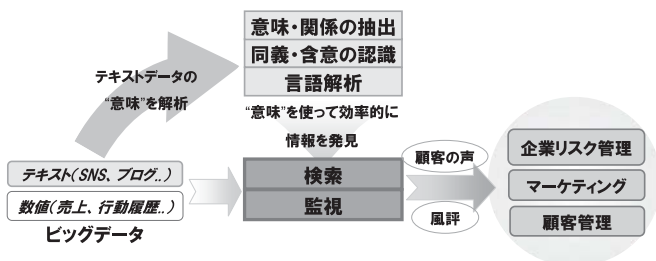 意味・関係の抽出
同義・含意の認識
言語解析
テキストデータの
“意味”を解析
“意味”を使って効率的に
情報を発見
テキスト(SNS、ブログ..)
数値(売上、行動履歴..)
ビッグデータ
検索
監視
顧客の声
風評
企業リスク管理
マーケティング
顧客管理